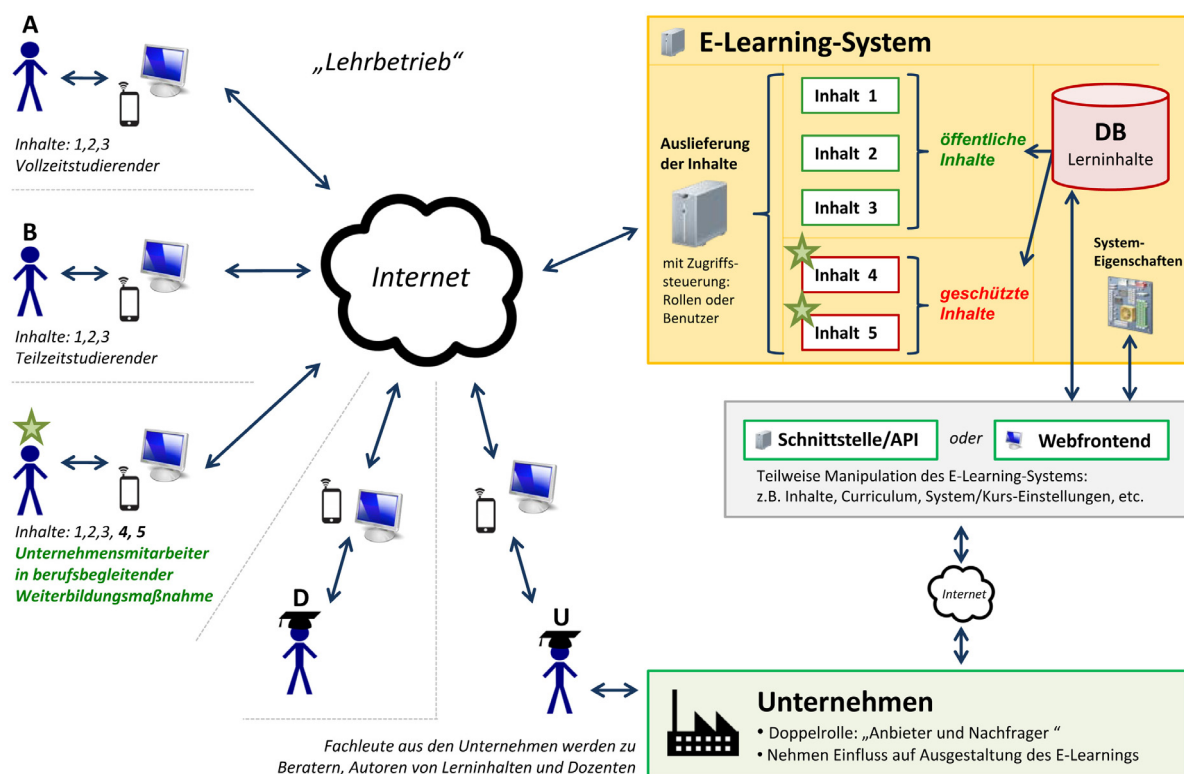 A
„Lehrbetrieb“
Inhalte: 1,2,3
Vollzeitstudierender
B
Inhalte: 1,2,3
Teilzeitstudierender
Inhalte: 1,2,3, 4, 5
Unternehmensmitarbeiter
in berufsbegleitender
Weiterbildungsmaßnahme
Internet
D
U
Fachleute aus den Unternehmen werden zu
Beratern, Autoren von Lerninhalten und Dozenten
E-Learning-System
Auslieferung
der Inhalte
mit Zugriffs-
steuerung:
Rollen oder
Benutzer
Inhalt 1
Inhalt 2
Inhalt 3
Inhalt 4
Inhalt 5
öffentliche
Inhalte
geschützte
Inhalte
DB
Lerninhalte
System-
Eigenschaften
Schnittstelle/API oder Webfrontend
Teilweise Manipulation des E-Learning-Systems:
z.B. Inhalte, Curriculum, System/Kurs-Einstellungen, etc.
Internet
Unternehmen
• Doppelrolle: „Anbieter und Nachfrager “
• Nehmen Einfluss auf Ausgestaltung des E-Learnings